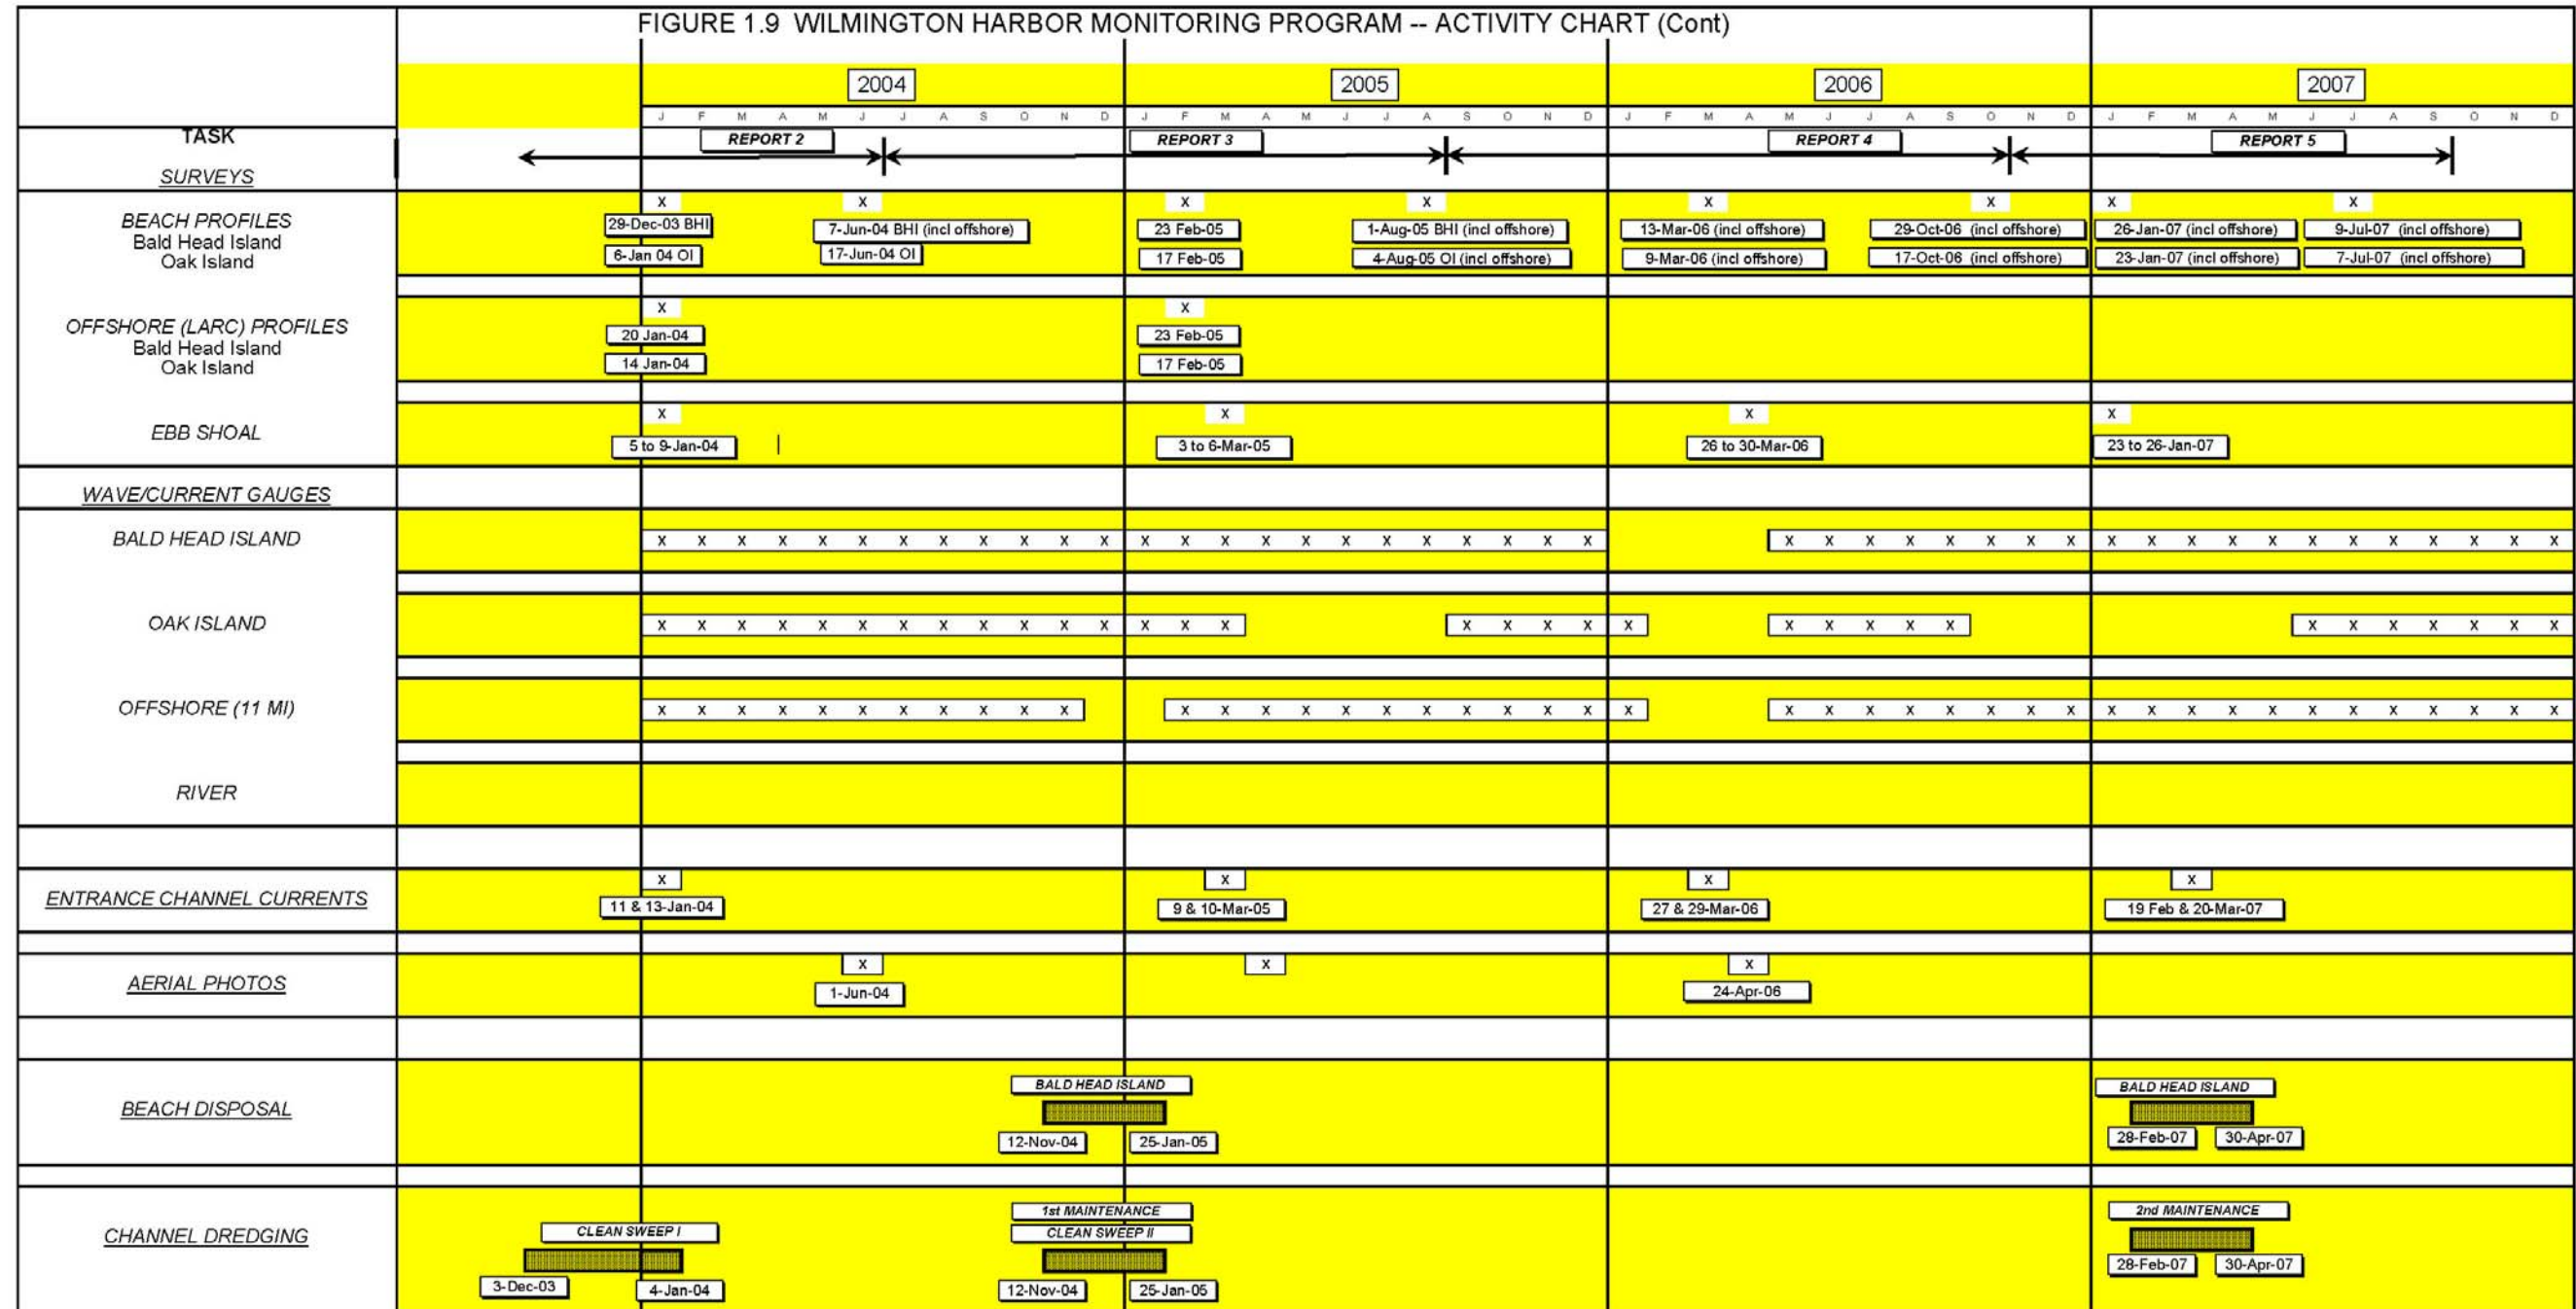 FIGURE 1.9 WILMINGTON HARBOR MONITORING PROGRAM -- ACTIVITY CHART (Cont)
2004 2005 2006 2007
J F M A M J J A S O N D J F M A M J J A S O N D J F M A M J J A S O N D J F M A M J J A S O N D
TASK REPORT 2 REPORT 3 REPORT 4 REPORT 5
SURVEYS
X X X X X X X X
BEACH PROFILES 29-Dec-03 BHI 7-Jun-04 BHI (incl offshore) 23 Feb-05 1-Aug-05 BHI (incl offshore) 13-Mar-06 (incl offshore) 29-Oct-06 (incl offshore) 26-Jan-07 (incl offshore) 9-Jul-07 (incl offshore)
Bald Head Island
Oak Island 6-Jan 04 OI 17-Jun-04 OI 17 Feb-05 4-Aug-05 OI (incl offshore) 9-Mar-06 (incl offshore) 17-Oct-06 (incl offshore) 23-Jan-07 (incl offshore) 7-Jul-07 (incl offshore)
X X
OFFSHORE (LARC) PROFILES 20 Jan-04 23 Feb-05
Bald Head Island
Oak Island 14 Jan-04 17 Feb-05
X X X X
EBB SHOAL 5 to 9-Jan-04 3 to 6-Mar-05 26 to 30-Mar-06 23 to 26-Jan-07
WAVE/CURRENT GAUGES
BALD HEAD ISLAND X X X X X X X X X X X X X X X X X X X X X X X X X X X X X X X X X X X X X X X X X X X X
OAK ISLAND X X X X X X X X X X X X X X X X X X X X X X X X X X X X X X X X
OFFSHORE (11 MI) X X X X X X X X X X X X X X X X X X X X X X X X X X X X X X X X X X X X X X X X X X X
RIVER
X X X X
ENTRANCE CHANNEL CURRENTS 11 & 13-Jan-04 9 & 10-Mar-05 27 & 29-Mar-06 19 Feb & 20-Mar-07
X X X
AERIAL PHOTOS 1-Jun-04 24-Apr-06
BALD HEAD ISLAND BALD HEAD ISLAND
BEACH DISPOSAL
12-Nov-04 25-Jan-05 28-Feb-07 30-Apr-07
1st MAINTENANCE 2nd MAINTENANCE
CHANNEL DREDGING CLEAN SWEEP I CLEAN SWEEP II
28-Feb-07 30-Apr-07
3-Dec-03 4-Jan-04 12-Nov-04 25-Jan-05